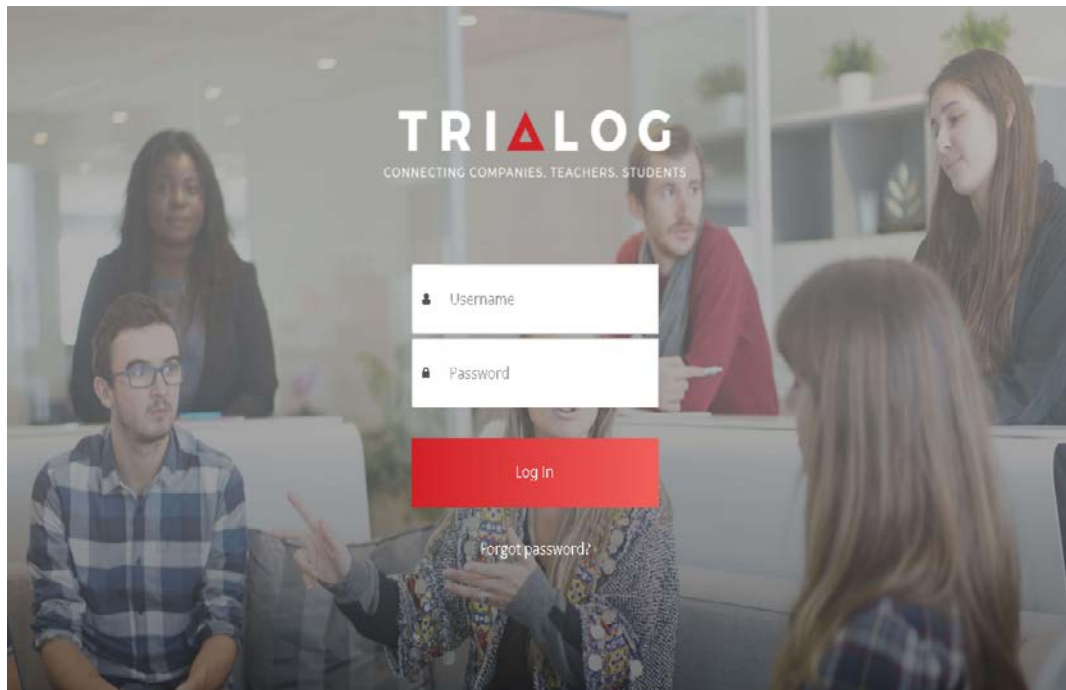 TRIALOG
CONNECTING COMPANIES. TEACHERS. STUDENTS
Username
Password
Log In
Forgot password?